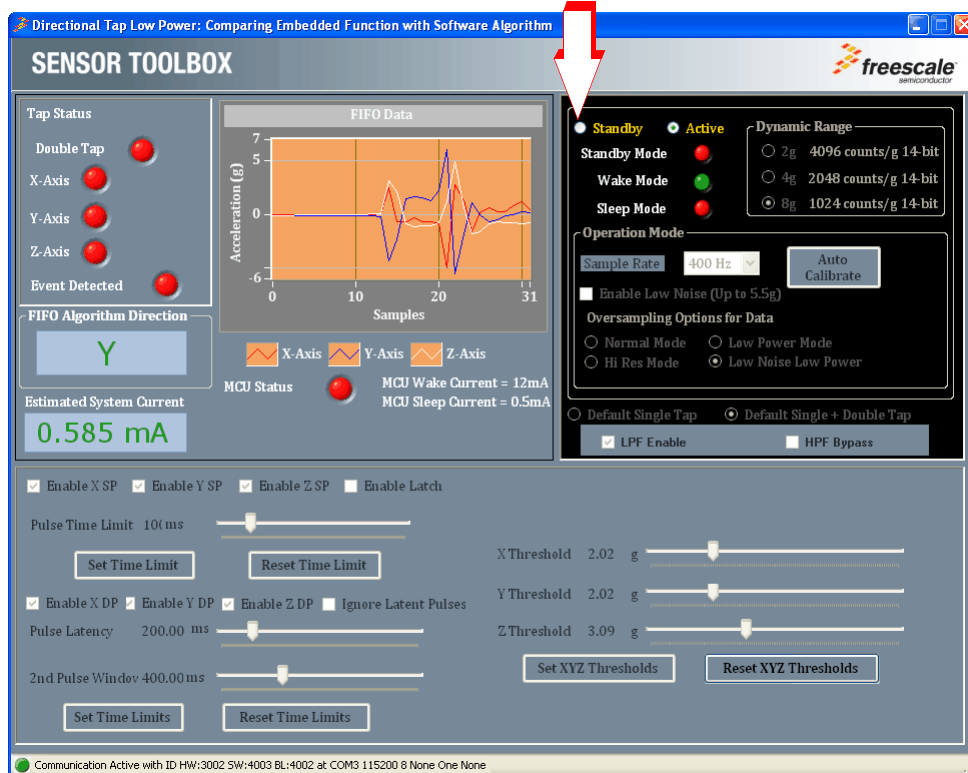 Directional Tap Low Power: Comparing Embedded Function with Software Algorithm
SENSOR TOOLBOX
freescale
semiconductor
Tap Status
Double Tap
X-Axis
Y-Axis
Z-Axis
Event Detected
FIFO Algorithm Direction
Y
Estimated System Current
0.585 mA
FIFO Data
Acceleration (g)
7
5
0
-6
0 10 20 31
Samples
X-Axis Y-Axis Z-Axis
MCU Status
MCU Wake Current = 12mA
MCU Sleep Current = 0.5mA
Standby Active
Standby Mode
Wake Mode
Sleep Mode
Dynamic Range
2g 4096 counts/g 14-bit
4g 2048 counts/g 14-bit
8g 1024 counts/g 14-bit
Operation Mode
Sample Rate 400 Hz
Auto
Calibrate
Enable Low Noise (Up to 5.5g)
Oversampling Options for Data
Normal Mode Low Power Mode
Hi Res Mode Low Noise Low Power
Default Single Tap Default Single + Double Tap
LPF Enable HPF Bypass
Enable X SP Enable Y SP Enable Z SP Enable Latch
Pulse Time Limit 10( ms
Set Time Limit Reset Time Limit
Enable X DP Enable Y DP Enable Z DP Ignore Latent Pulses
Pulse Latency 200.00 ms
2nd Pulse Windov 400.00 ms
Set Time Limits Reset Time Limits
X Threshold 2.02 g
Y Threshold 2.02 g
Z Threshold 3.09 g
Set XYZ Thresholds Reset XYZ Thresholds
Communication Active with ID HW:3002 SW:4003 BL:4002 at COM3 115200 8 None One None